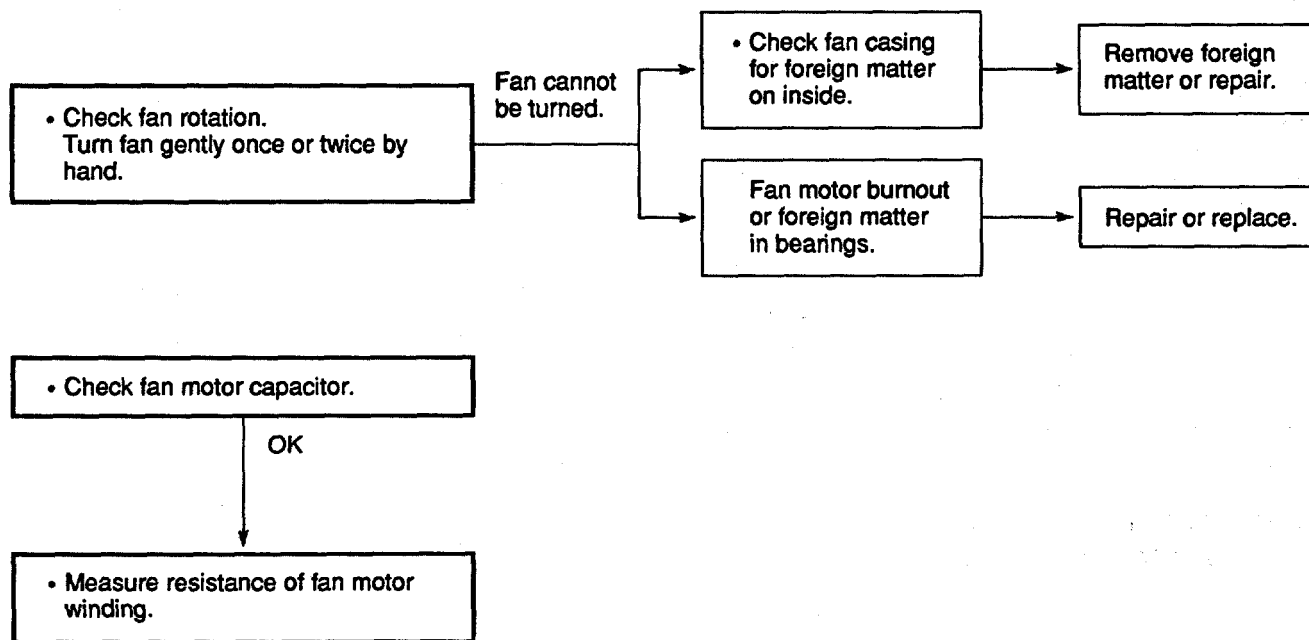 • Check fan rotation.
Turn fan gently once or twice by
hand.
Fan cannot
be turned.
• Check fan casing
for foreign matter
on inside.
Remove foreign
matter or repair.
Fan motor burnout
or foreign matter
in bearings.
Repair or replace.
• Check fan motor capacitor.
OK
• Measure resistance of fan motor
winding.